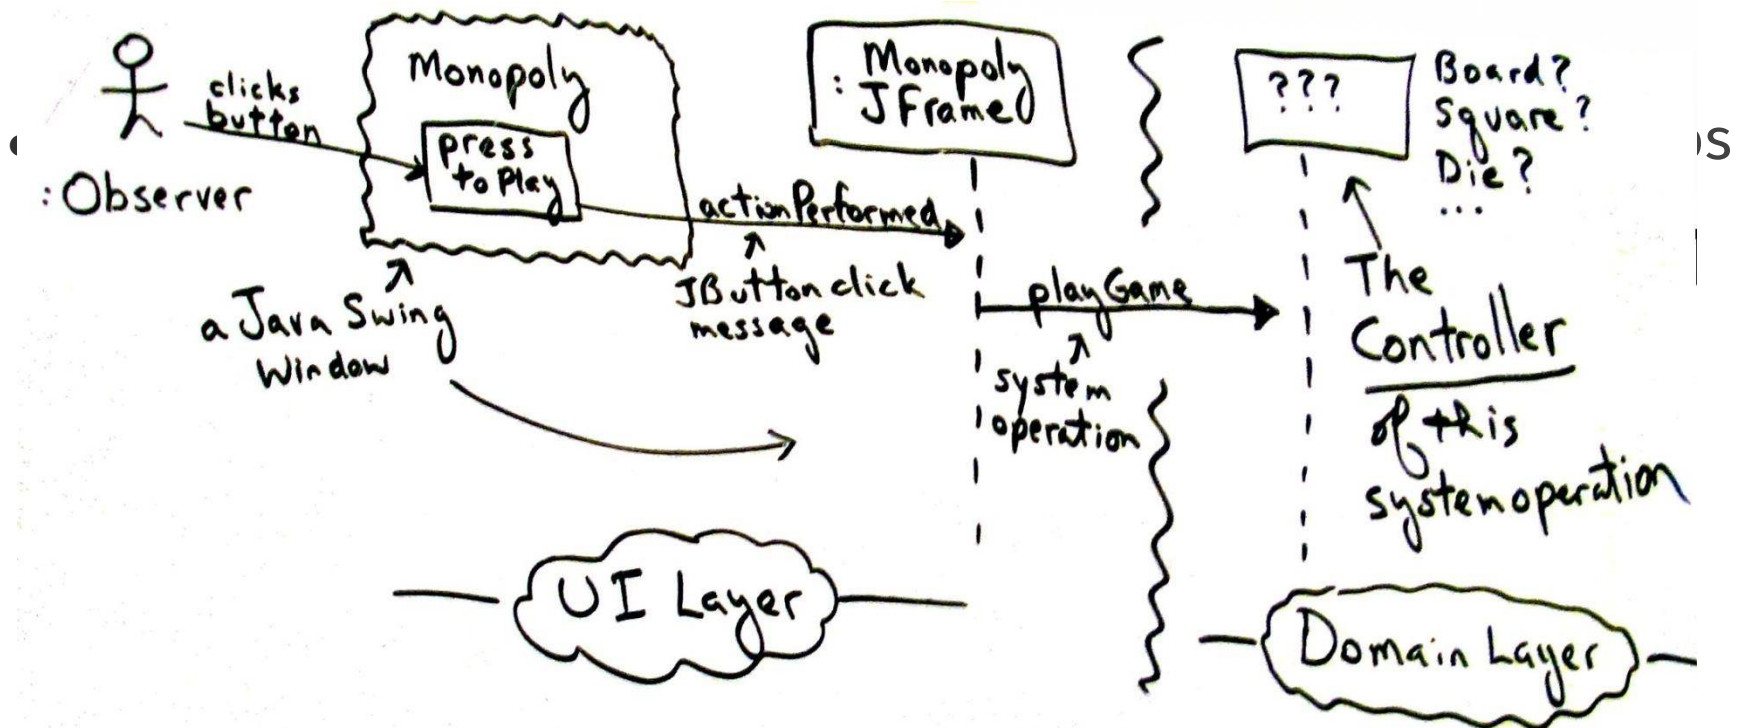 clicks
button
: Observer
Monopoly
press
to Play
a Java Swing
Window
actionPerformed
JButton click
message
Monopoly
: JFrame
playGame
system
operation
???
Board?
Square?
Die?
...
The
Controller
of this
system operation
UI Layer
Domain Layer
s